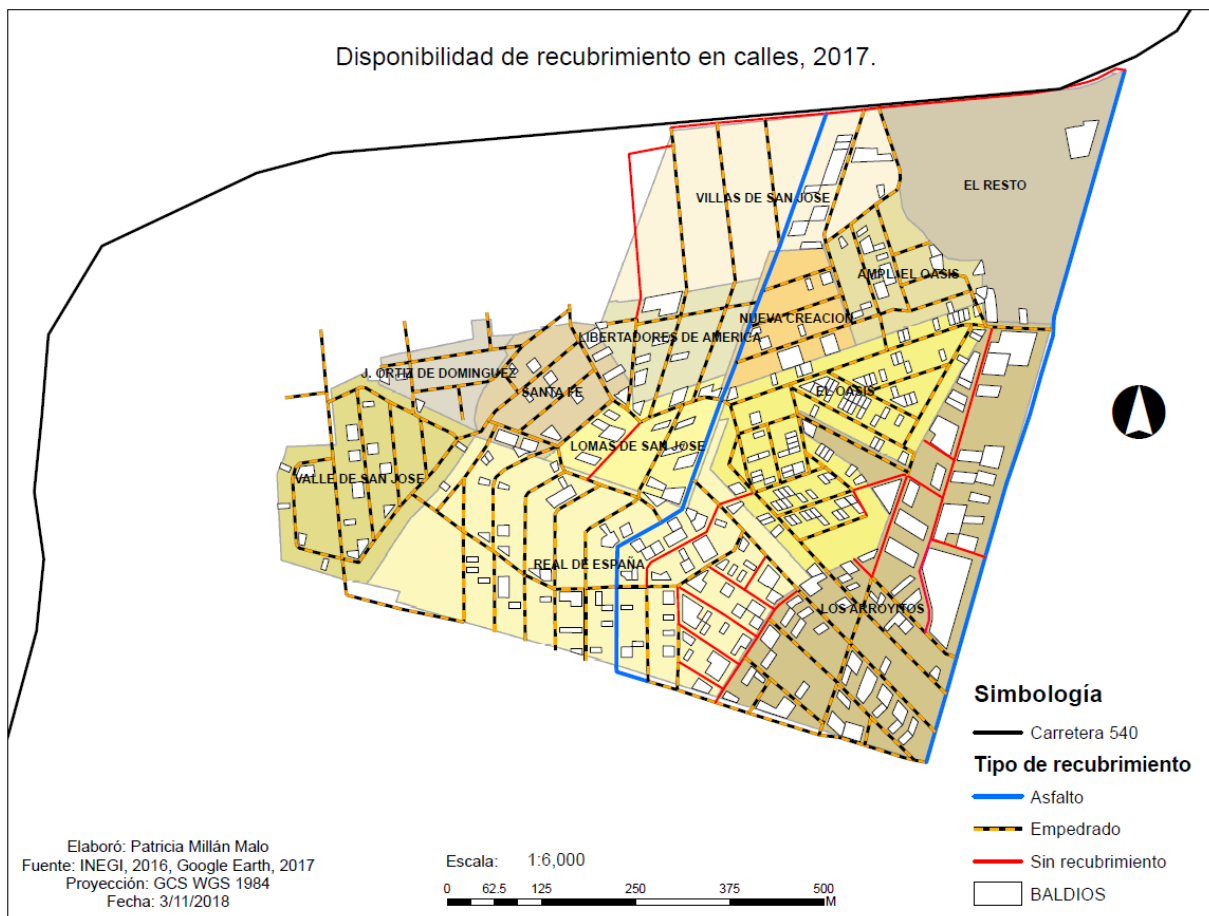 Disponibilidad de recubrimiento en calles, 2017.
EL RESTO
VILLAS DE SAN JOSE
AMPL. EL OASIS
NUEVA CREACION
LIBERTADORES DE AMERICA
J. ORTIZ DE DOMINGUEZ
SANTA FE
EL OASIS
LOMAS DE SAN JOSE
VALLE DE SAN JOSE
REAL DE ESPAÑA
LOS ARROYITOS
Simbología
Carretera 540
Tipo de recubrimiento
Asfalto
Empedrado
Sin recubrimiento
BALDIOS
Elaboró: Patricia Millán Malo
Fuente: INEGI, 2016, Google Earth, 2017
Proyección: GCS WGS 1984
Fecha: 3/11/2018
Escala: 1:6,000
0 62.5 125 250 375 500
M